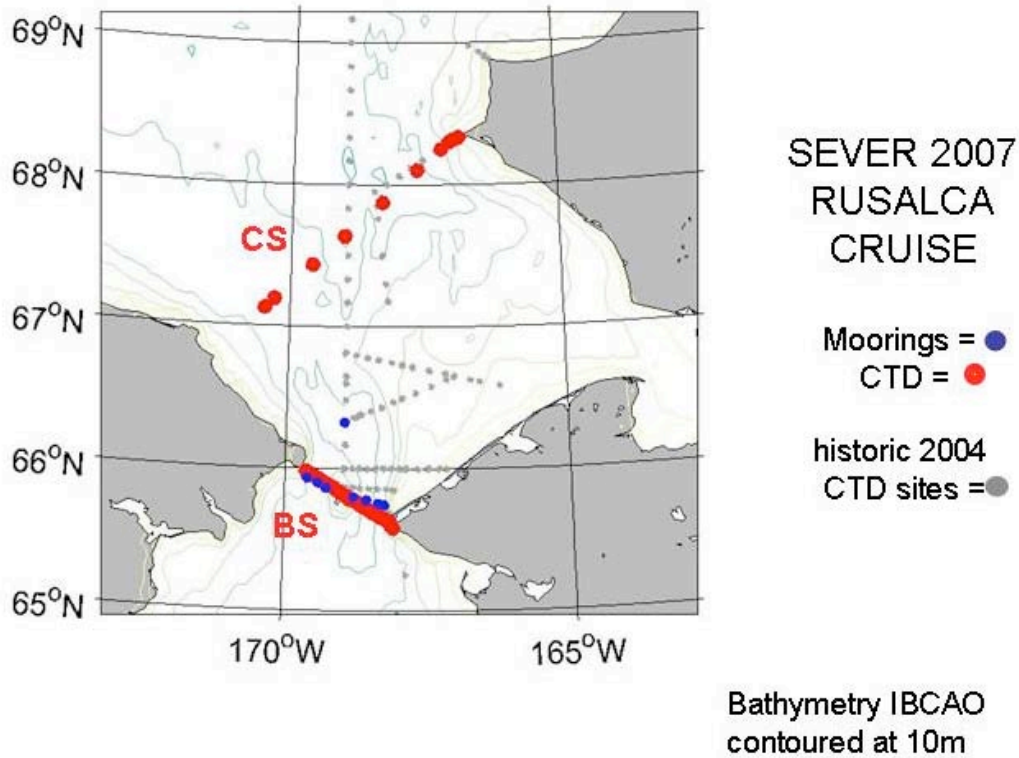 69°N
68°N
67°N
66°N
65°N
170°W
165°W
CS
BS
SEVER 2007
RUSALCA
CRUISE
Moorings =
CTD =
historic 2004
CTD sites =
Bathymetry IBCAO
contoured at 10m